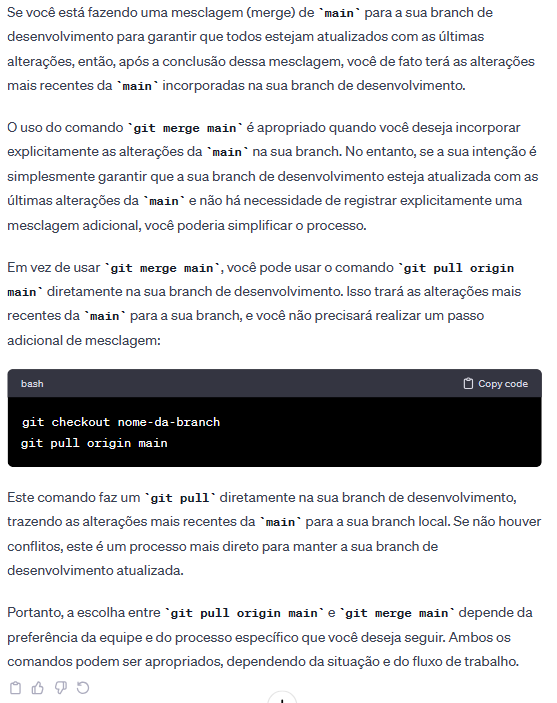 Se você está fazendo uma mesclagem (merge) de `main` para a sua branch de
desenvolvimento para garantir que todos estejam atualizados com as últimas
alterações, então, após a conclusão dessa mesclagem, você de fato terá as alterações
mais recentes da `main` incorporadas na sua branch de desenvolvimento.
O uso do comando `git merge main` é apropriado quando você deseja incorporar
explicitamente as alterações da `main` na sua branch. No entanto, se a sua intenção é
simplesmente garantir que a sua branch de desenvolvimento esteja atualizada com as
últimas alterações da `main` e não há necessidade de registrar explicitamente uma
mesclagem adicional, você poderia simplificar o processo.
Em vez de usar `git merge main`, você pode usar o comando `git pull origin
main` diretamente na sua branch de desenvolvimento. Isso trará as alterações mais
recentes da `main` para a sua branch, e você não precisará realizar um passo
adicional de mesclagem:
bash Copy code
git checkout nome-da-branch
git pull origin main
Este comando faz um `git pull` diretamente na sua branch de desenvolvimento,
trazendo as alterações mais recentes da `main` para a sua branch local. Se não houver
conflitos, este é um processo mais direto para manter a sua branch de
desenvolvimento atualizada.
Portanto, a escolha entre `git pull origin main` e `git merge main` depende da
preferência da equipe e do processo específico que você deseja seguir. Ambos os
comandos podem ser apropriados, dependendo da situação e do fluxo de trabalho.